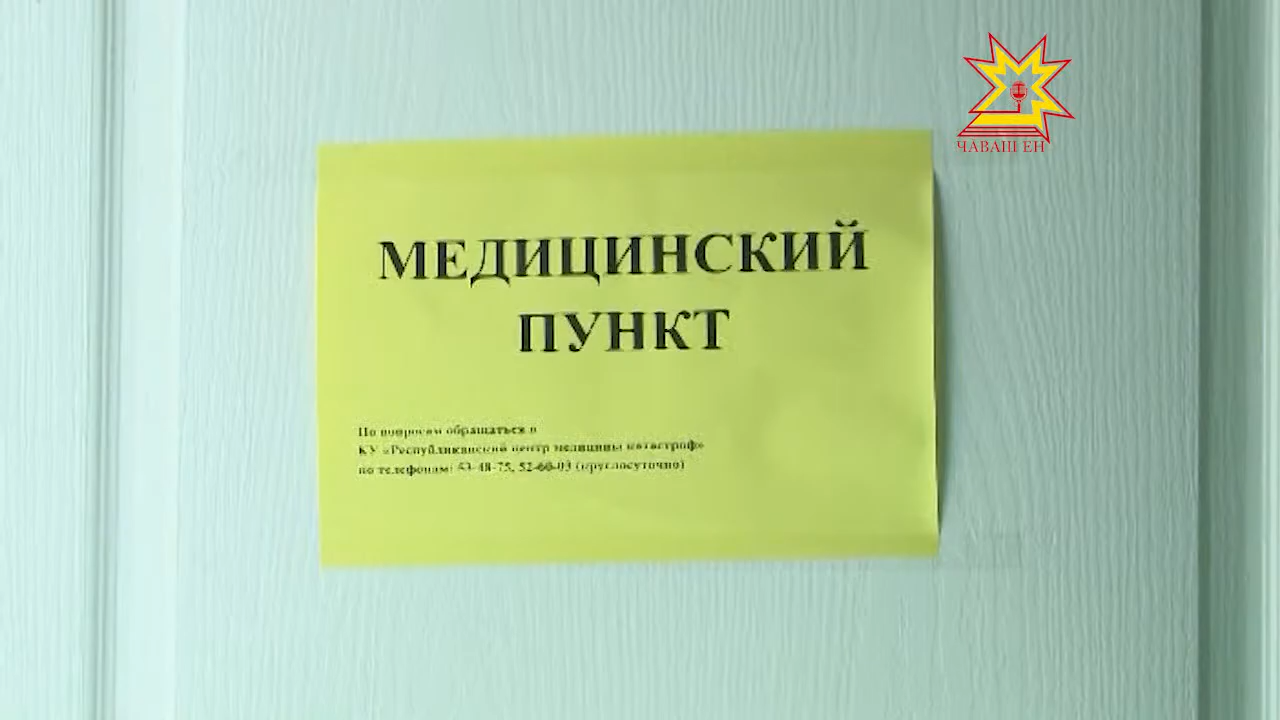 ЧАВАШ ЕН
МЕДИЦИНСКИЙ
ПУНКТ
По вопросам обращаться в
КУ «Республиканский центр медицины катастроф»
по телефонам: 53-48-75, 52-60-03 (круглосуточно)